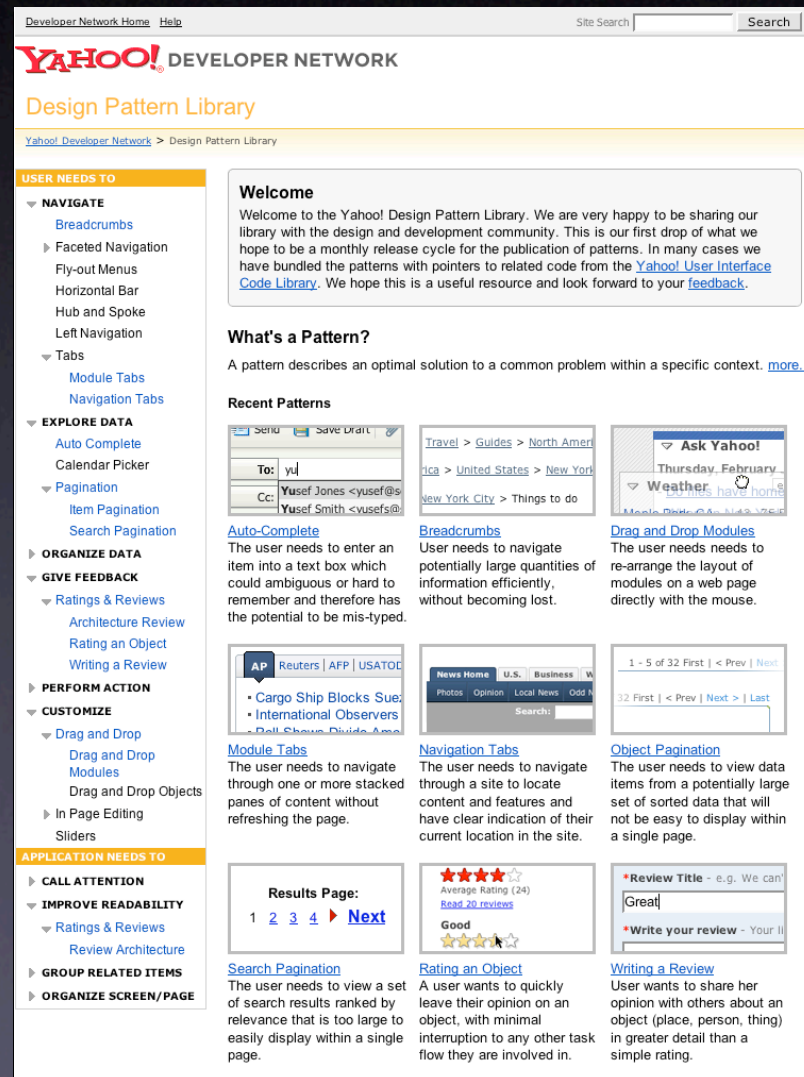 Developer Network Home Help
Site Search
Search
YAHOO! DEVELOPER NETWORK
Design Pattern Library
Yahoo! Developer Network > Design Pattern Library
USER NEEDS TO
NAVIGATE
Breadcrumbs
Faceted Navigation
Fly-out Menus
Horizontal Bar
Hub and Spoke
Left Navigation
Tabs
Module Tabs
Navigation Tabs
EXPLORE DATA
Auto Complete
Calendar Picker
Pagination
Item Pagination
Search Pagination
ORGANIZE DATA
GIVE FEEDBACK
Ratings & Reviews
Architecture Review
Rating an Object
Writing a Review
PERFORM ACTION
CUSTOMIZE
Drag and Drop
Drag and Drop
Modules
Drag and Drop Objects
In Page Editing
Sliders
APPLICATION NEEDS TO
CALL ATTENTION
IMPROVE READABILITY
Ratings & Reviews
Review Architecture
GROUP RELATED ITEMS
ORGANIZE SCREEN/PAGE
Welcome
Welcome to the Yahoo! Design Pattern Library. We are very happy to be sharing our
library with the design and development community. This is our first drop of what we
hope to be a monthly release cycle for the publication of patterns. In many cases we
have bundled the patterns with pointers to related code from the Yahoo! User Interface
Code Library. We hope this is a useful resource and look forward to your feedback.
What's a Pattern?
A pattern describes an optimal solution to a common problem within a specific context. more.
Recent Patterns
Send Save Draft
To: yu
Cc: Yusef Jones <yusef@s
Yusef Smith <yusefs@
Auto-Complete
The user needs to enter an
item into a text box which
could ambiguous or hard to
remember and therefore has
the potential to be mis-typed.
Travel > Guides > North Ameri
ica > United States > New York
New York City > Things to do
Breadcrumbs
User needs to navigate
potentially large quantities of
information efficiently,
without becoming lost.
Ask Yahoo!
Thursday, February
Weather
Do flies have home
Drag and Drop Modules
The user needs needs to
re-arrange the layout of
modules on a web page
directly with the mouse.
AP Reuters | AFP | USATOD
Cargo Ship Blocks Suez
International Observers
Module Tabs
The user needs to navigate
through one or more stacked
panes of content without
refreshing the page.
News Home U.S. Business W
Photos Opinion Local News Odd N
Search:
Navigation Tabs
The user needs to navigate
through a site to locate
content and features and
have clear indication of their
current location in the site.
1 - 5 of 32 First | < Prev | Next
32 First | < Prev | Next > | Last
Object Pagination
The user needs to view data
items from a potentially large
set of sorted data that will
not be easy to display within
a single page.
Results Page:
1 2 3 4 Next
Search Pagination
The user needs to view a set
of search results ranked by
relevance that is too large to
easily display within a single
page.
Average Rating (24)
Read 20 reviews
Good
Rating an Object
A user wants to quickly
leave their opinion on an
object, with minimal
interruption to any other task
flow they are involved in.
*Review Title - e.g. We can'
Great
*Write your review - Your li
Writing a Review
User wants to share her
opinion with others about an
object (place, person, thing)
in greater detail than a
simple rating.